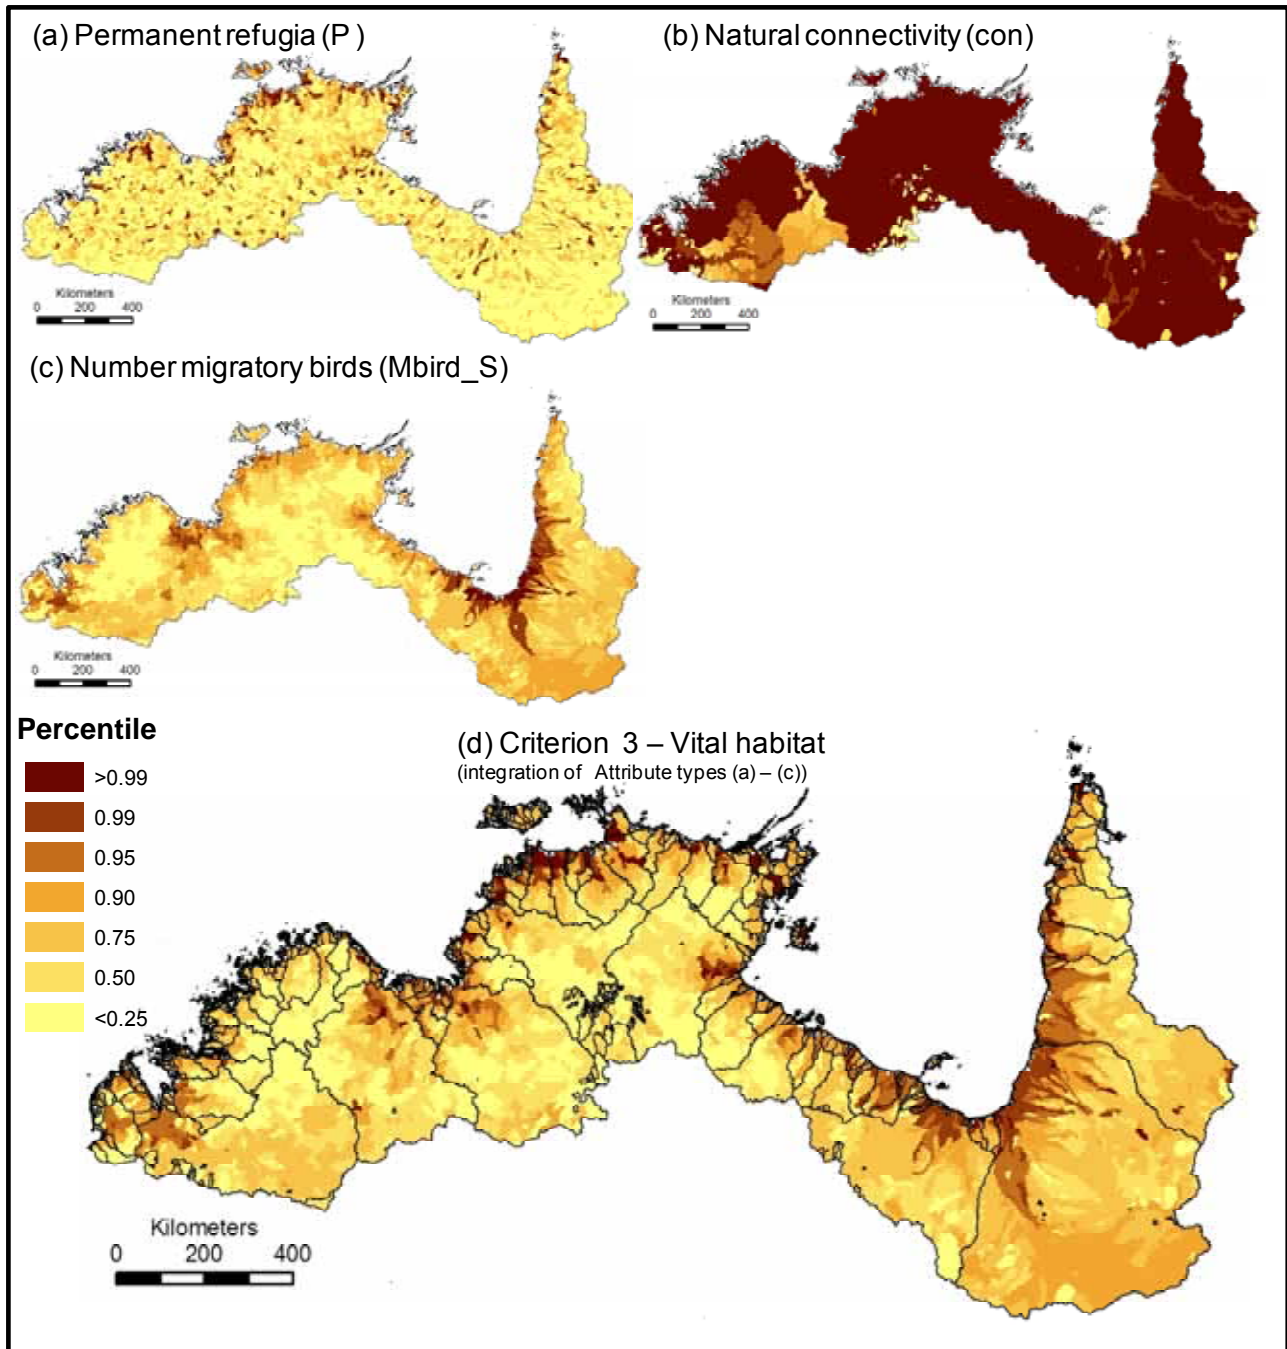 (a) Permanent refugia (P )
(b) Natural connectivity (con)
Kilometers
0 200 400
Kilometers
0 200 400
(c) Number migratory birds (Mbird_S)
Kilometers
0 200 400
Percentile
>0.99
0.99
0.95
0.90
0.75
0.50
<0.25
(d) Criterion 3 – Vital habitat
(integration of Attribute types (a) – (c))
Kilometers
0 200 400